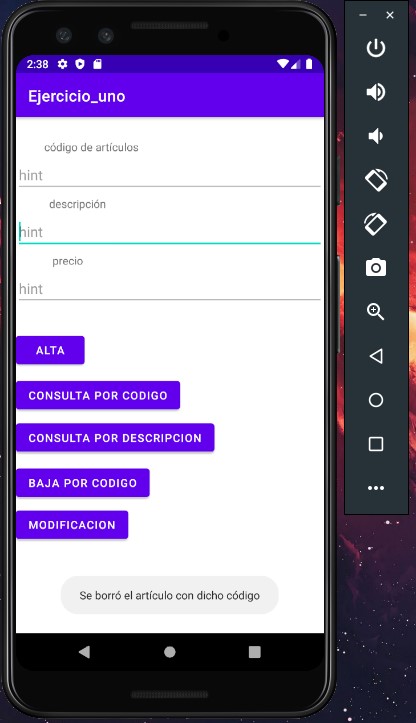 2:38
Ejercicio_uno
código de artículos
hint
descripción
hint
precio
hint
ALTA
CONSULTA POR CODIGO
CONSULTA POR DESCRIPCION
BAJA POR CODIGO
MODIFICACION
Se borró el artículo con dicho código